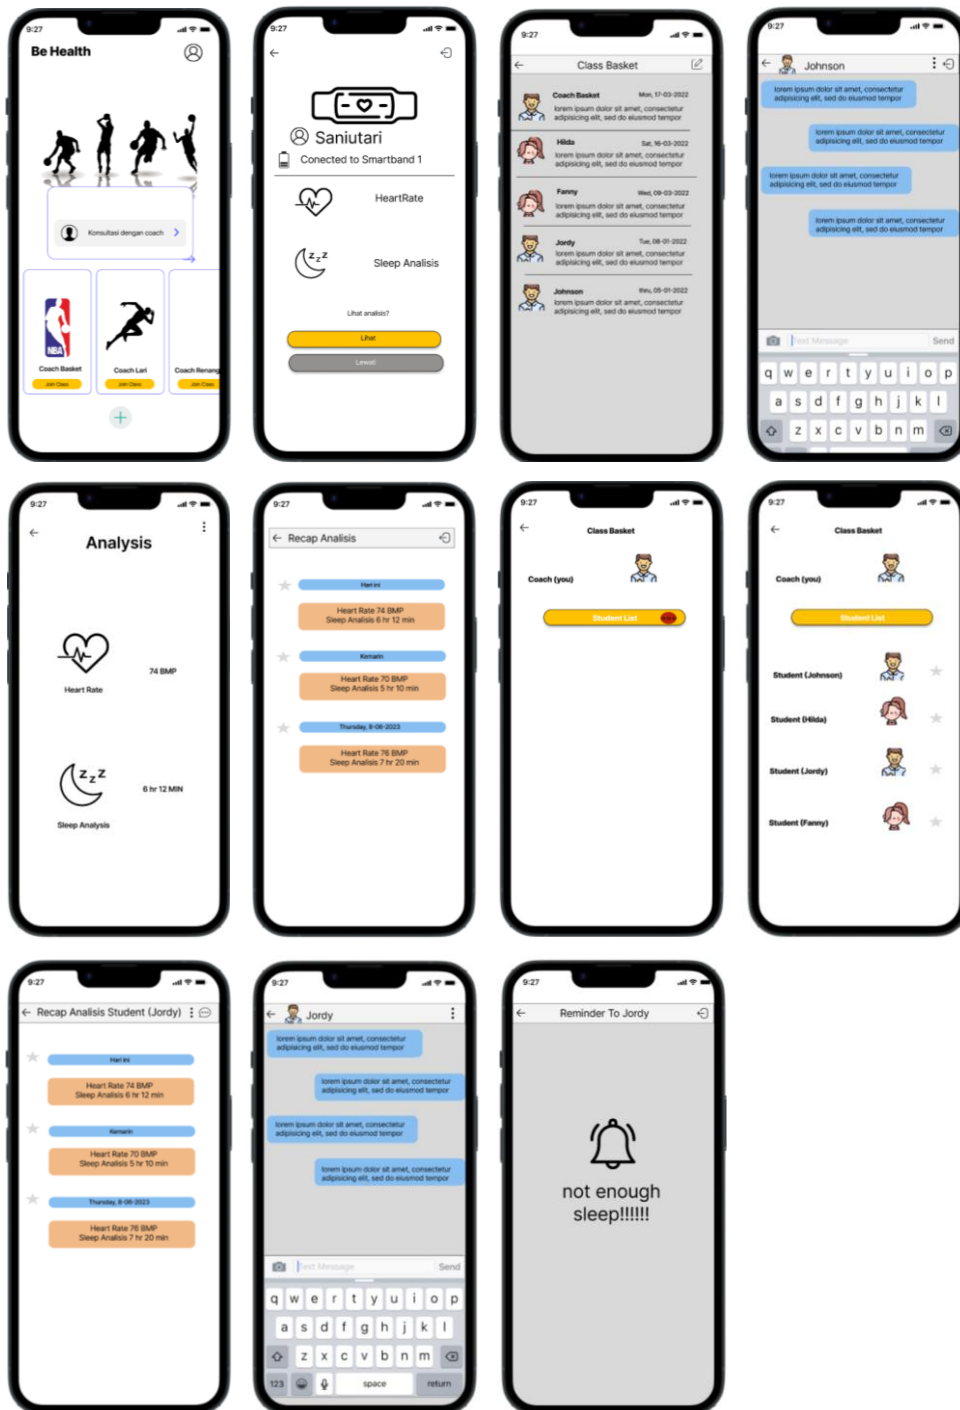 9:27
Be Health
Konsultasi dengan coach
NBA
Coach Basket
Join Class
Coach Lari
Join Class
Coach Renang
Join Class
9:27
Saniutari
Conected to Smartband 1
HeartRate
z z z
Sleep Analisis
Lihat analisis?
Lihat
Lewati
9:27
Class Basket
Coach Basket Mon, 17-03-2022
lorem ipsum dolor sit amet, consectetur
adipisicing elit, sed do eiusmod tempor
Hilda Sat, 16-03-2022
lorem ipsum dolor sit amet, consectetur
adipisicing elit, sed do eiusmod tempor
Fanny Wed, 09-03-2022
lorem ipsum dolor sit amet, consectetur
adipisicing elit, sed do eiusmod tempor
Jordy Tue, 08-01-2022
lorem ipsum dolor sit amet, consectetur
adipisicing elit, sed do eiusmod tempor
Johnson thru, 05-01-2022
lorem ipsum dolor sit amet, consectetur
adipisicing elit, sed do eiusmod tempor
9:27
Johnson
lorem ipsum dolor sit amet, consectetur
adipisicing elit, sed do eiusmod tempor
lorem ipsum dolor sit amet, consectetur
adipisicing elit, sed do eiusmod tempor
lorem ipsum dolor sit amet, consectetur
adipisicing elit, sed do eiusmod tempor
lorem ipsum dolor sit amet, consectetur
adipisicing elit, sed do eiusmod tempor
Text Message Send
q w e r t y u i o p
a s d f g h j k l
z x c v b n m
9:27
Analysis
74 BMP
Heart Rate
z z z
6 hr 12 MIN
Sleep Analysis
9:27
Recap Analisis
Hari ini
Heart Rate 74 BMP
Sleep Analisis 6 hr 12 min
Kemarin
Heart Rate 70 BMP
Sleep Analisis 5 hr 10 min
Thursday, 8-06-2023
Heart Rate 76 BMP
Sleep Analisis 7 hr 20 min
9:27
Class Basket
Coach (you)
Student List
9:27
Class Basket
Coach (you)
Student List
Student (Johnson)
Student (Hilda)
Student (Jordy)
Student (Fanny)
9:27
Recap Analisis Student (Jordy)
Hari ini
Heart Rate 74 BMP
Sleep Analisis 6 hr 12 min
Kemarin
Heart Rate 70 BMP
Sleep Analisis 5 hr 10 min
Thursday, 8-06-2023
Heart Rate 76 BMP
Sleep Analisis 7 hr 20 min
9:27
Jordy
lorem ipsum dolor sit amet, consectetur
adipisicing elit, sed do eiusmod tempor
lorem ipsum dolor sit amet, consectetur
adipisicing elit, sed do eiusmod tempor
lorem ipsum dolor sit amet, consectetur
adipisicing elit, sed do eiusmod tempor
lorem ipsum dolor sit amet, consectetur
adipisicing elit, sed do eiusmod tempor
Text Message Send
q w e r t y u i o p
a s d f g h j k l
z x c v b n m
123 space return
9:27
Reminder To Jordy
not enough
sleep!!!!!!